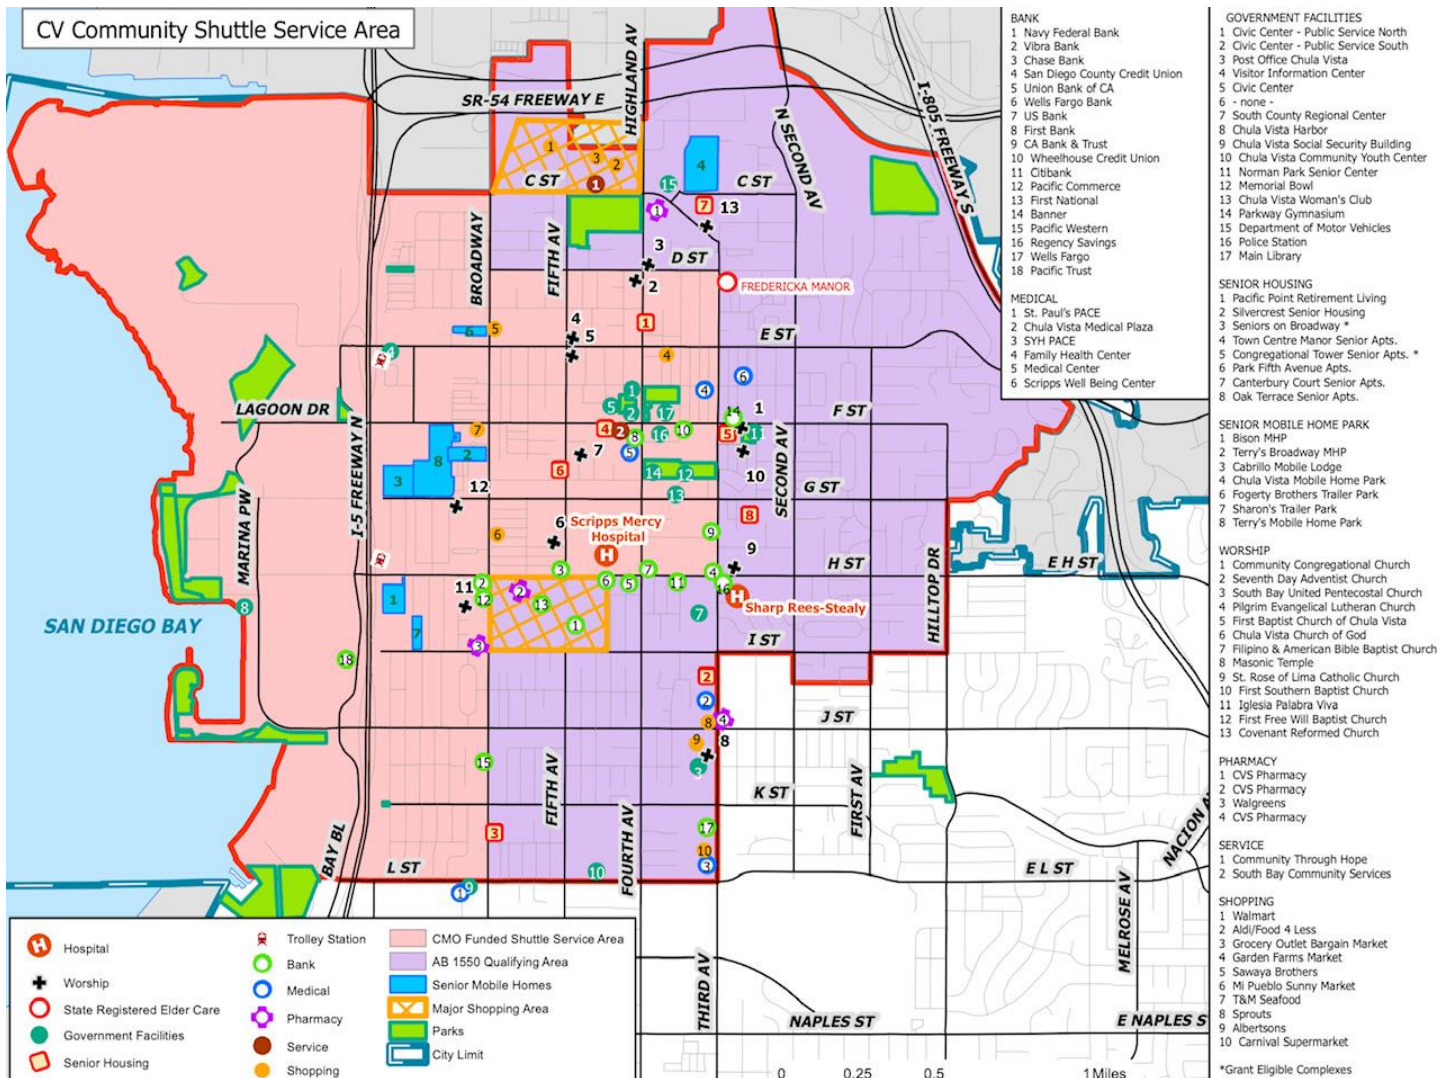 CV Community Shuttle Service Area
SR-54 FREEWAY E
HIGHLAND AV
I-805 FREEWAY S
N SECOND AV
C ST
C ST
BROADWAY
FIFTH AV
D ST
FREDERICKA MANOR
E ST
LAGOON DR
F ST
I-5 FREEWAY N
SECOND AV
MARINA PW
G ST
Scripps Mercy
Hospital
H ST
E H ST
HILLTOP DR
Sharp Rees-Stealy
SAN DIEGO BAY
I ST
J ST
FIFTH AV
FOURTH AV
K ST
FIRST AV
BAY BL
L ST
E L ST
NACION A
MELROSE AV
THIRD AV
NAPLES ST
E NAPLES S
0 0.25 0.5 1 Miles
Hospital
Worship
State Registered Elder Care
Government Facilities
Senior Housing
Trolley Station
Bank
Medical
Pharmacy
Service
Shopping
CMO Funded Shuttle Service Area
AB 1550 Qualifying Area
Senior Mobile Homes
Major Shopping Area
Parks
City Limit
BANK
1 Navy Federal Bank
2 Vibra Bank
3 Chase Bank
4 San Diego County Credit Union
5 Union Bank of CA
6 Wells Fargo Bank
7 US Bank
8 First Bank
9 CA Bank & Trust
10 Wheelhouse Credit Union
11 Citibank
12 Pacific Commerce
13 First National
14 Banner
15 Pacific Western
16 Regency Savings
17 Wells Fargo
18 Pacific Trust
MEDICAL
1 St. Paul's PACE
2 Chula Vista Medical Plaza
3 SYH PACE
4 Family Health Center
5 Medical Center
6 Scripps Well Being Center
GOVERNMENT FACILITIES
1 Civic Center - Public Service North
2 Civic Center - Public Service South
3 Post Office Chula Vista
4 Visitor Information Center
5 Civic Center
6 - none -
7 South County Regional Center
8 Chula Vista Harbor
9 Chula Vista Social Security Building
10 Chula Vista Community Youth Center
11 Norman Park Senior Center
12 Memorial Bowl
13 Chula Vista Woman's Club
14 Parkway Gymnasium
15 Department of Motor Vehicles
16 Police Station
17 Main Library
SENIOR HOUSING
1 Pacific Point Retirement Living
2 Silvercrest Senior Housing
3 Seniors on Broadway *
4 Town Centre Manor Senior Apts.
5 Congregational Tower Senior Apts. *
6 Park Fifth Avenue Apts.
7 Canterbury Court Senior Apts.
8 Oak Terrace Senior Apts.
SENIOR MOBILE HOME PARK
1 Bison MHP
2 Terry's Broadway MHP
3 Cabrillo Mobile Lodge
4 Chula Vista Mobile Home Park
6 Fogerty Brothers Trailer Park
7 Sharon's Trailer Park
8 Terry's Mobile Home Park
WORSHIP
1 Community Congregational Church
2 Seventh Day Adventist Church
3 South Bay United Pentecostal Church
4 Pilgrim Evangelical Lutheran Church
5 First Baptist Church of Chula Vista
6 Chula Vista Church of God
7 Filipino & American Bible Baptist Church
8 Masonic Temple
9 St. Rose of Lima Catholic Church
10 First Southern Baptist Church
11 Iglesia Palabra Viva
12 First Free Will Baptist Church
13 Covenant Reformed Church
PHARMACY
1 CVS Pharmacy
2 CVS Pharmacy
3 Walgreens
4 CVS Pharmacy
SERVICE
1 Community Through Hope
2 South Bay Community Services
SHOPPING
1 Walmart
2 Aldi/Food 4 Less
3 Grocery Outlet Bargain Market
4 Garden Farms Market
5 Sawaya Brothers
6 Mi Pueblo Sunny Market
7 T&M Seafood
8 Sprouts
9 Albertsons
10 Carnival Supermarket
*Grant Eligible Complexes